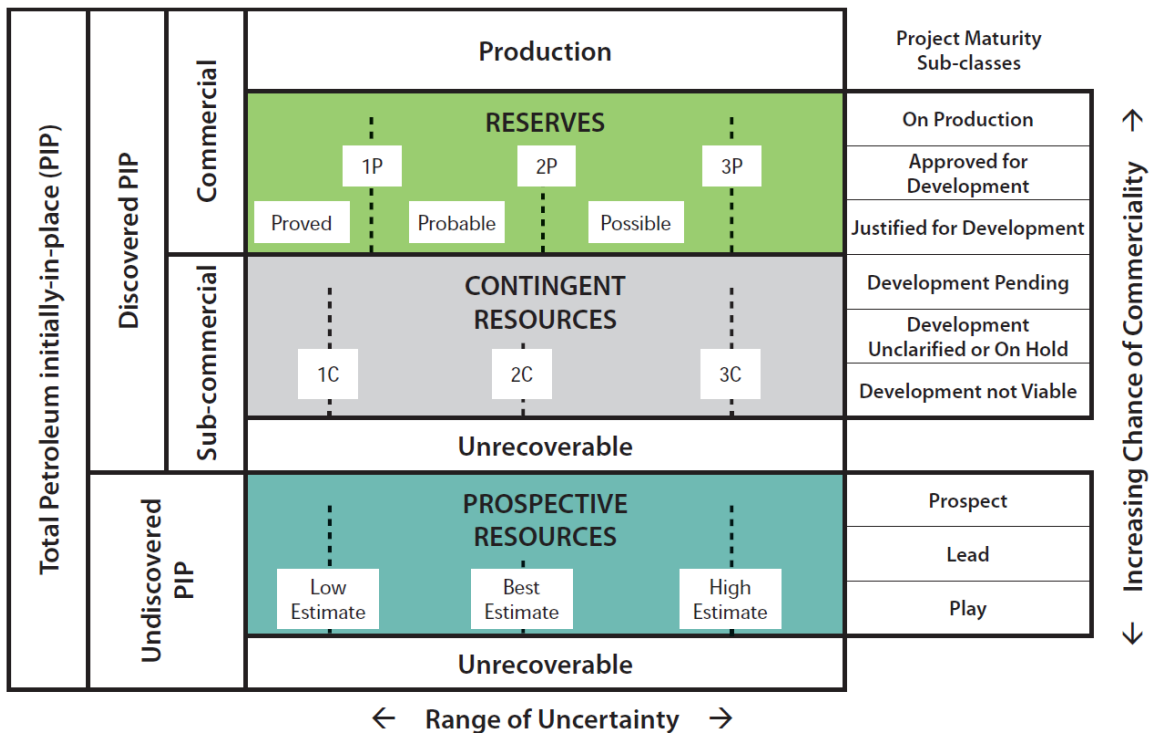 Total Petroleum initially-in-place (PIP)
Discovered PIP
Undiscovered
PIP
Commercial
Sub-commercial
Production
RESERVES
1P
2P
3P
Proved
Probable
Possible
CONTINGENT
RESOURCES
1C
2C
3C
Unrecoverable
PROSPECTIVE
RESOURCES
Low
Estimate
Best
Estimate
High
Estimate
Unrecoverable
Project Maturity
Sub-classes
On Production
Approved for
Development
Justified for Development
Development Pending
Development
Unclarified or On Hold
Development not Viable
Prospect
Lead
Play
← Increasing Chance of Commerciality →
← Range of Uncertainty →